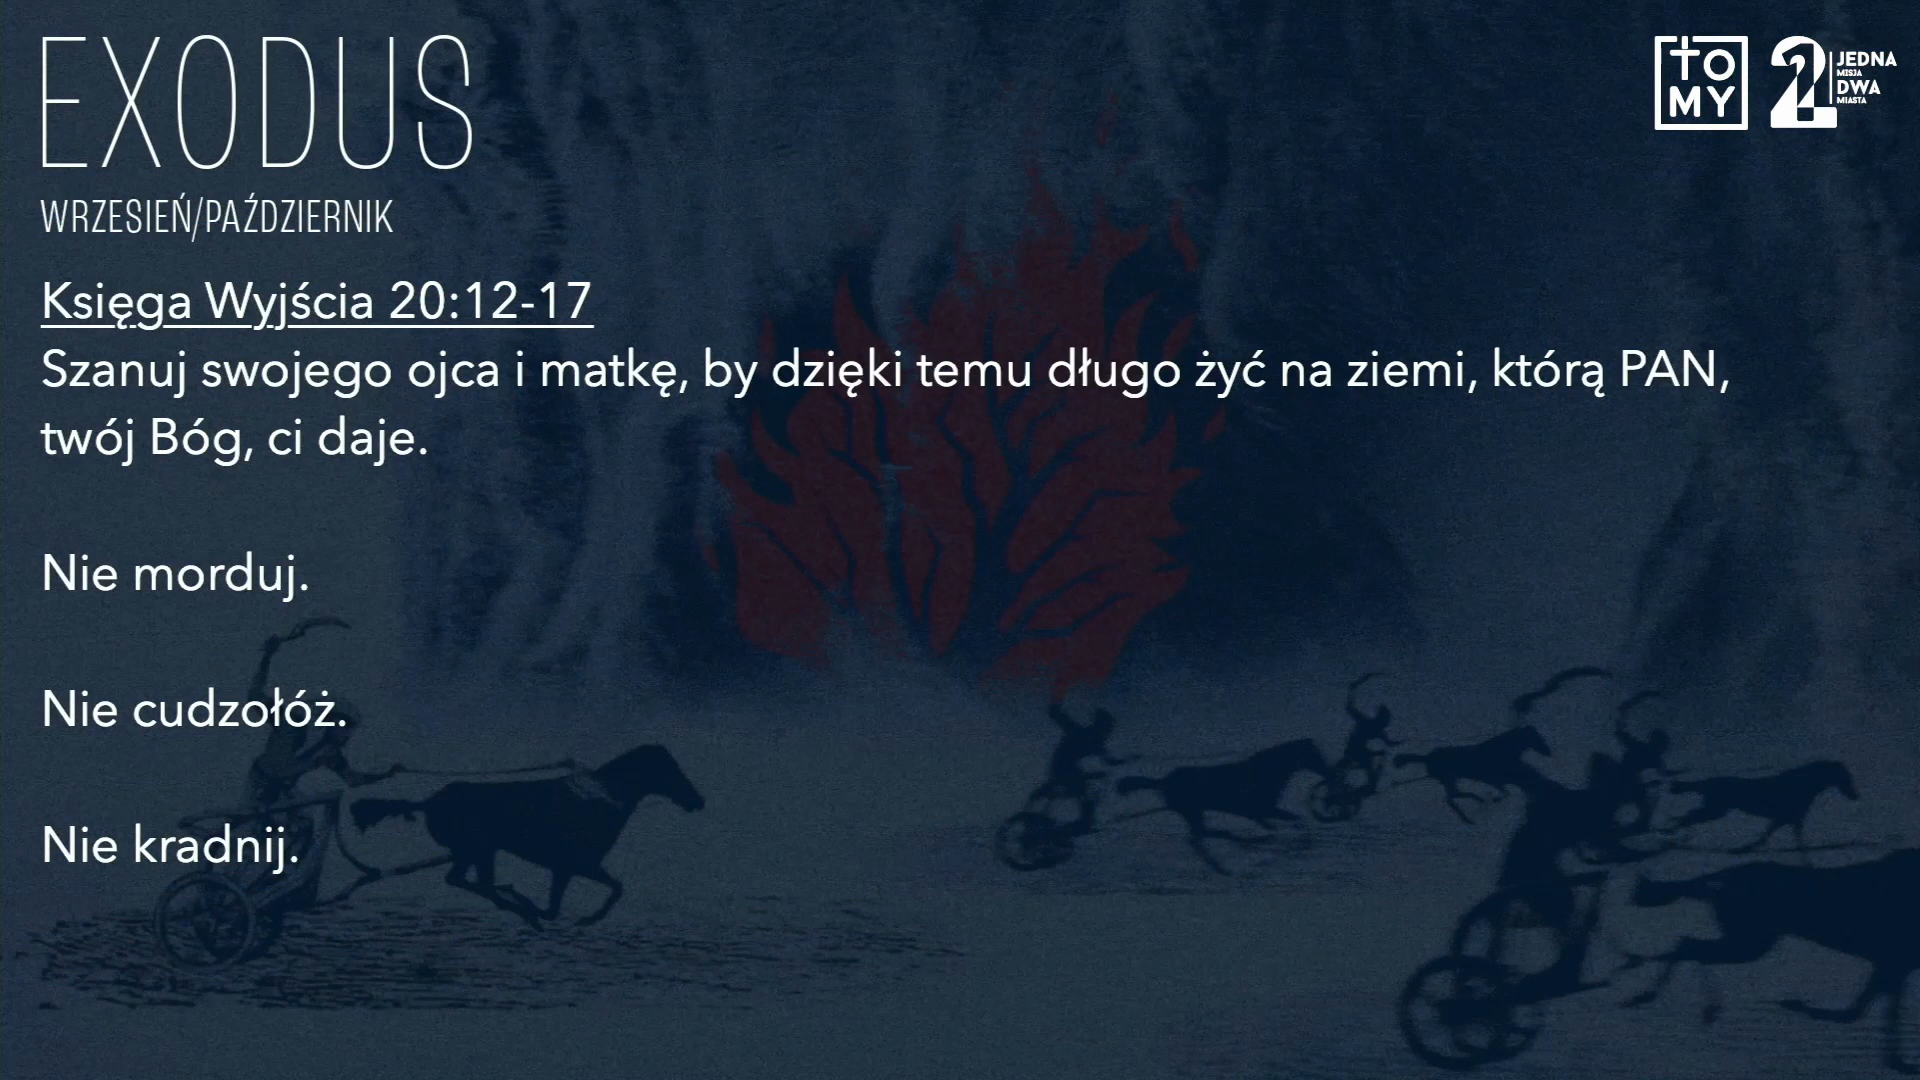 EXODUS
WRZESIEŃ/PAŹDZIERNIK
TO
MY
2
JEDNA
MISJA
DWA
MIASTA
Księga Wyjścia 20:12-17
Szanuj swojego ojca i matkę, by dzięki temu długo żyć na ziemi, którą PAN,
twój Bóg, ci daje.
Nie morduj.
Nie cudzołóż.
Nie kradnij.